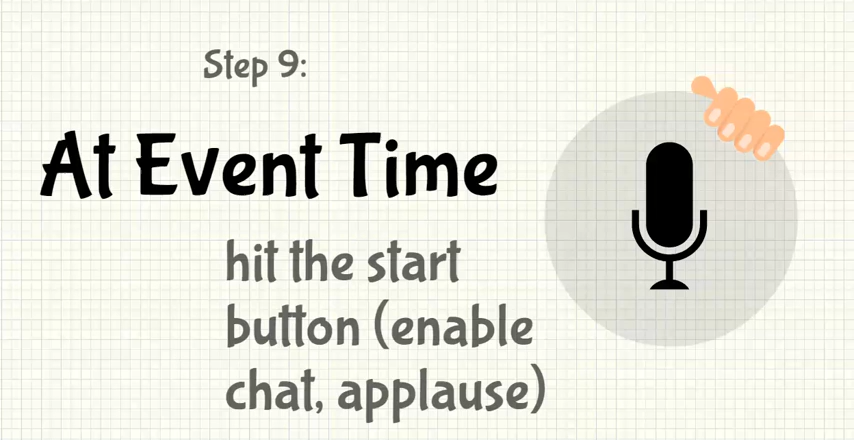 Step 9:
At Event Time
hit the start
button (enable
chat, applause)